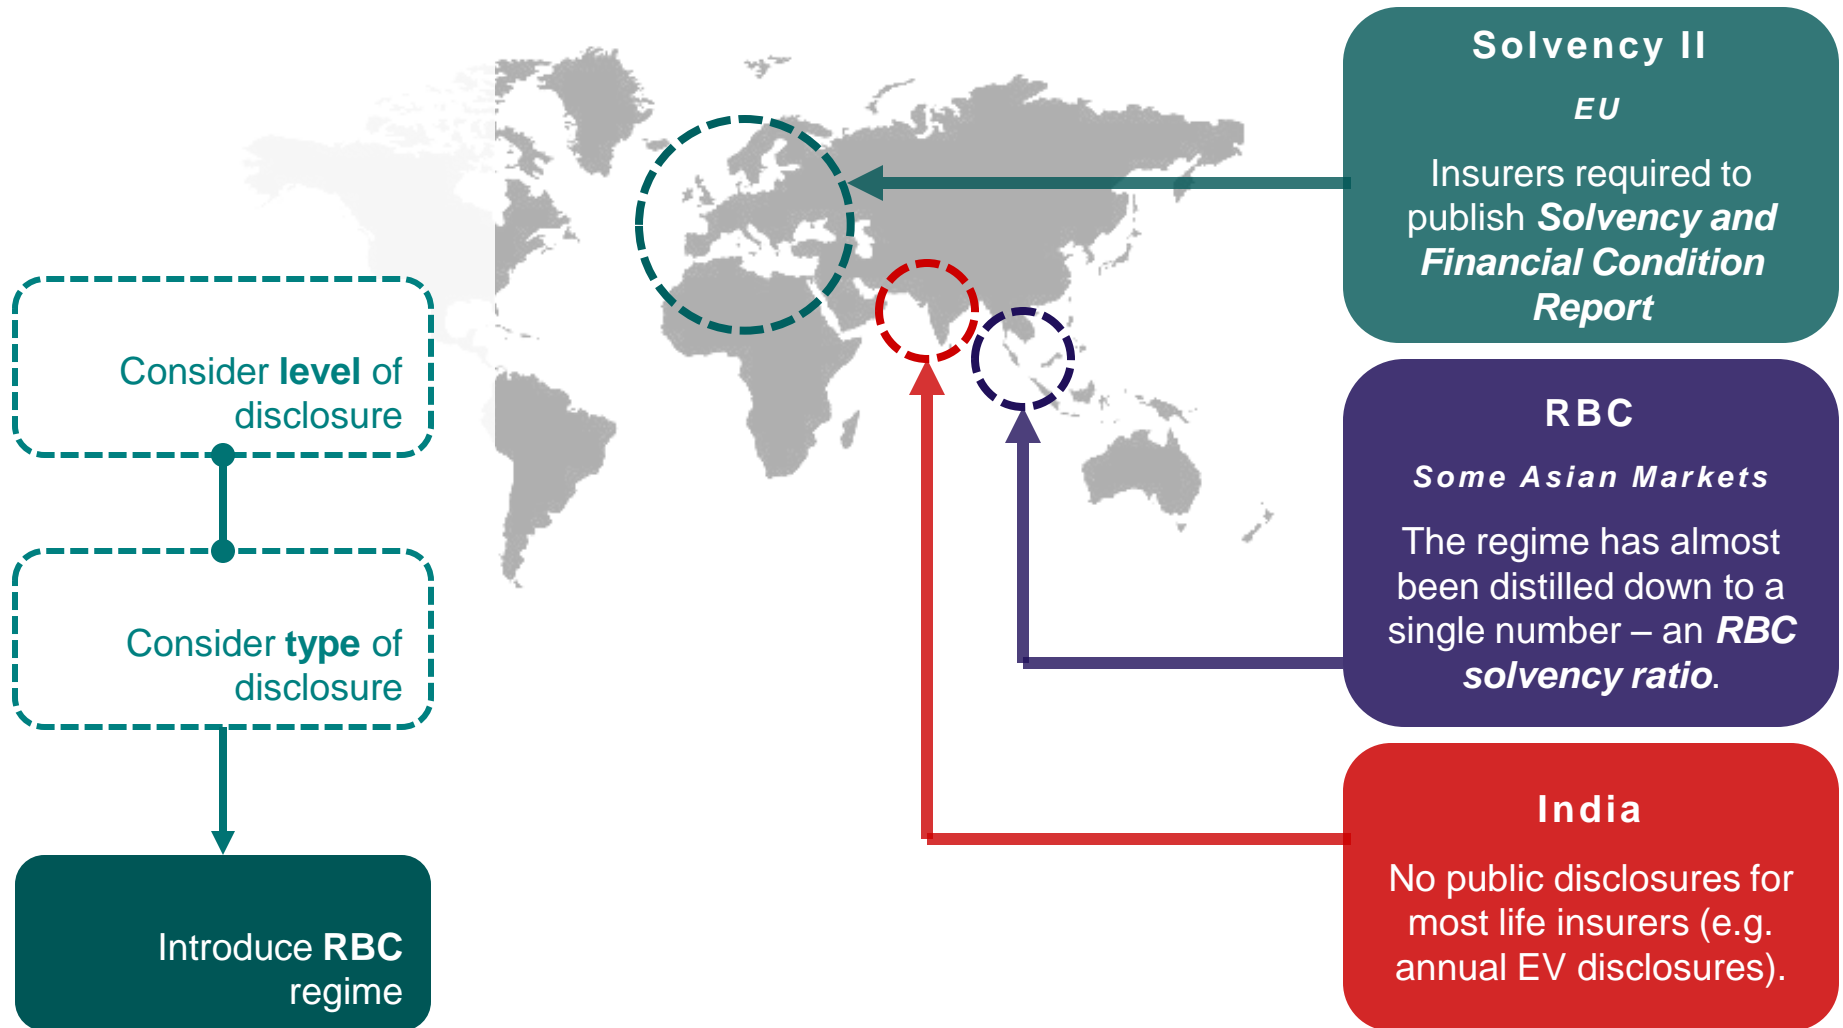 Consider level of
disclosure
Consider type of
disclosure
Introduce RBC
regime
Solvency II
EU
Insurers required to
publish Solvency and
Financial Condition
Report
RBC
Some Asian Markets
The regime has almost
been distilled down to a
single number – an RBC
solvency ratio.
India
No public disclosures for
most life insurers (e.g.
annual EV disclosures).